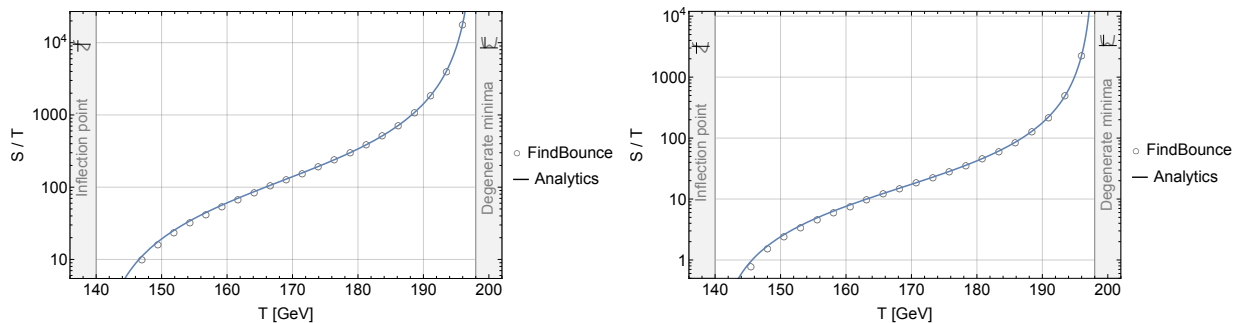 10⁴
1000
100
10
S / T
Inflection point
Degenerate minima
140 150 160 170 180 190 200
T [GeV]
FindBounce
Analytics
10⁴
1000
100
10
1
S / T
Inflection point
Degenerate minima
140 150 160 170 180 190 200
T [GeV]
FindBounce
Analytics